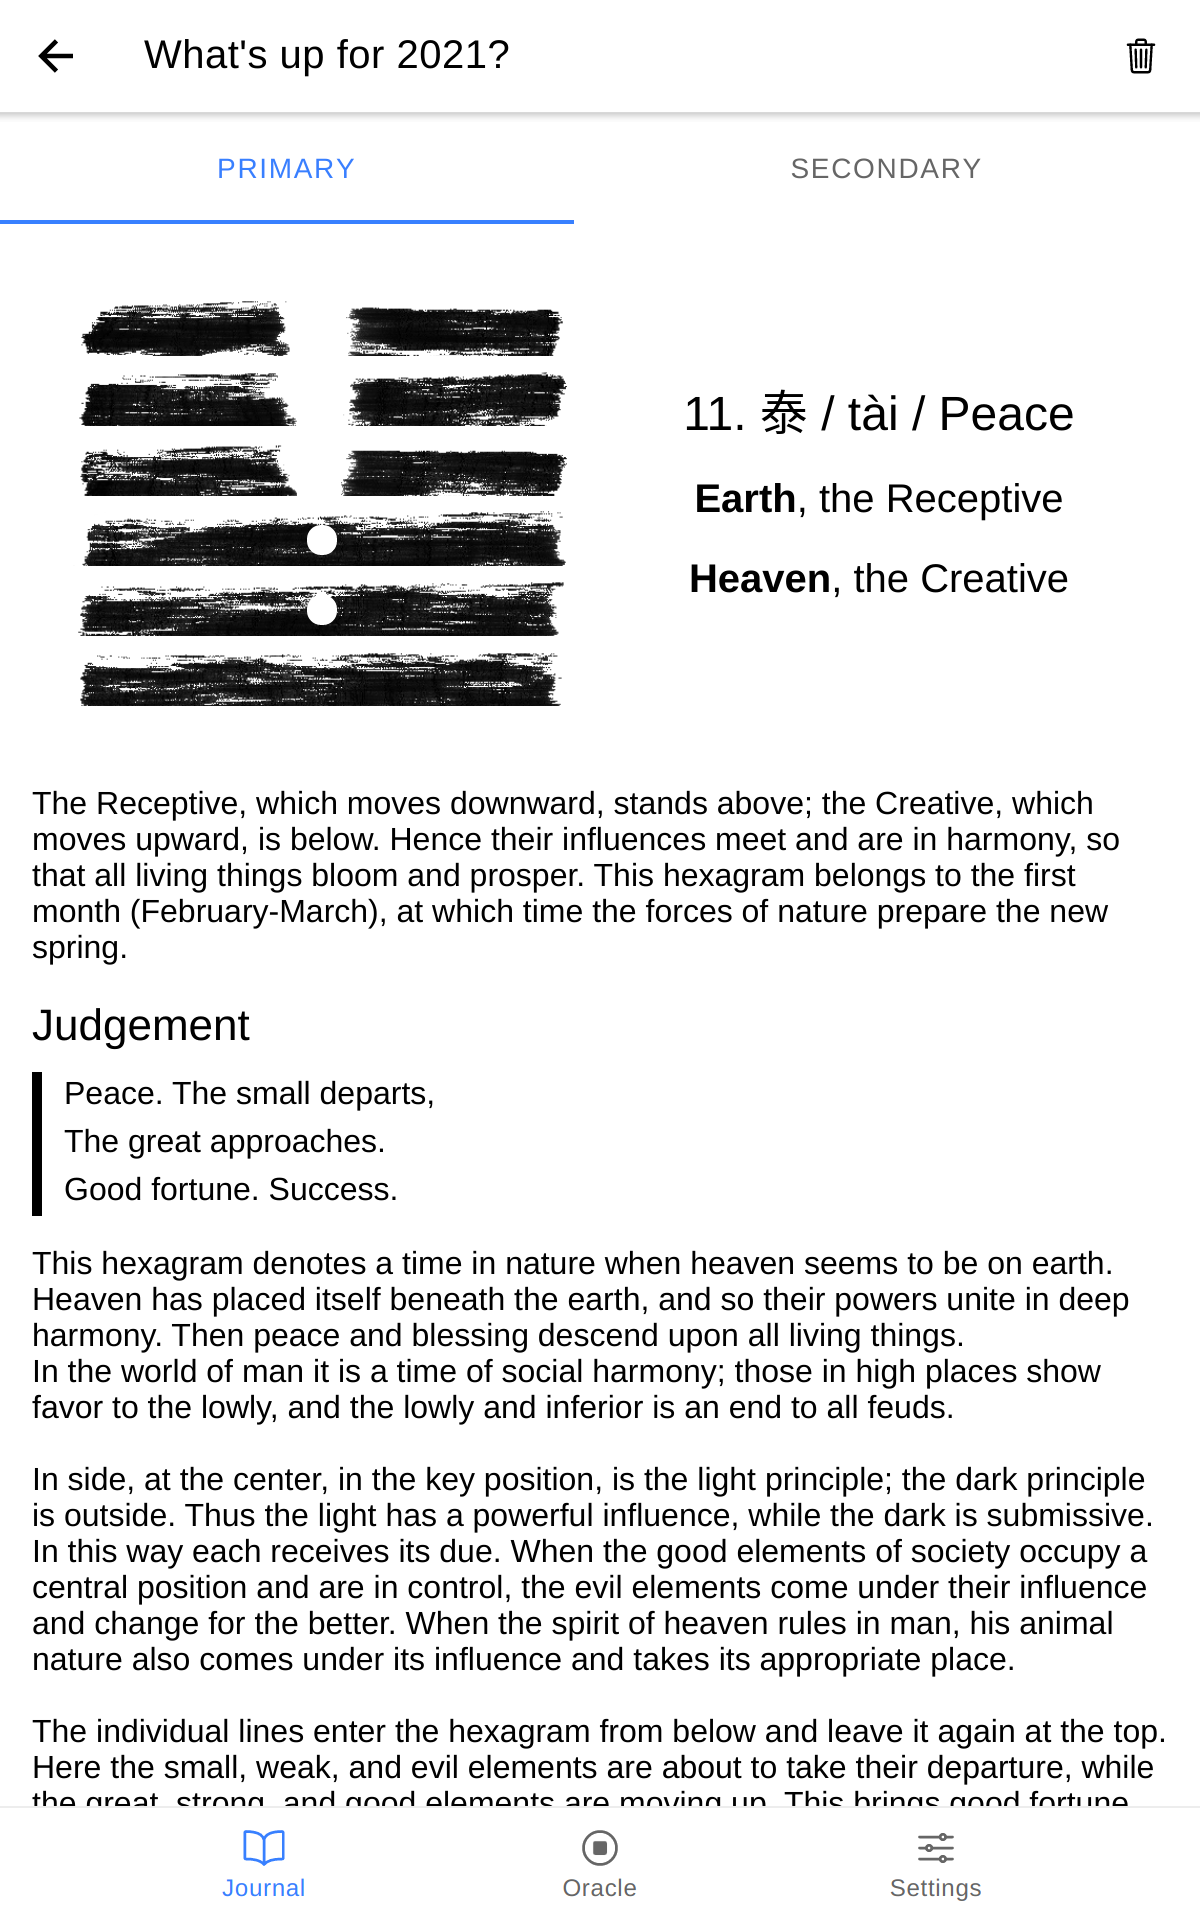 What's up for 2021?
PRIMARY
SECONDARY
11. 泰 / tài / Peace
Earth, the Receptive
Heaven, the Creative
The Receptive, which moves downward, stands above; the Creative, which
moves upward, is below. Hence their influences meet and are in harmony, so
that all living things bloom and prosper. This hexagram belongs to the first
month (February-March), at which time the forces of nature prepare the new
spring.
Judgement
Peace. The small departs,
The great approaches.
Good fortune. Success.
This hexagram denotes a time in nature when heaven seems to be on earth.
Heaven has placed itself beneath the earth, and so their powers unite in deep
harmony. Then peace and blessing descend upon all living things.
In the world of man it is a time of social harmony; those in high places show
favor to the lowly, and the lowly and inferior is an end to all feuds.
In side, at the center, in the key position, is the light principle; the dark principle
is outside. Thus the light has a powerful influence, while the dark is submissive.
In this way each receives its due. When the good elements of society occupy a
central position and are in control, the evil elements come under their influence
and change for the better. When the spirit of heaven rules in man, his animal
nature also comes under its influence and takes its appropriate place.
The individual lines enter the hexagram from below and leave it again at the top.
Here the small, weak, and evil elements are about to take their departure, while
the great, strong, and good elements are moving up. This brings good fortune
Journal
Oracle
Settings